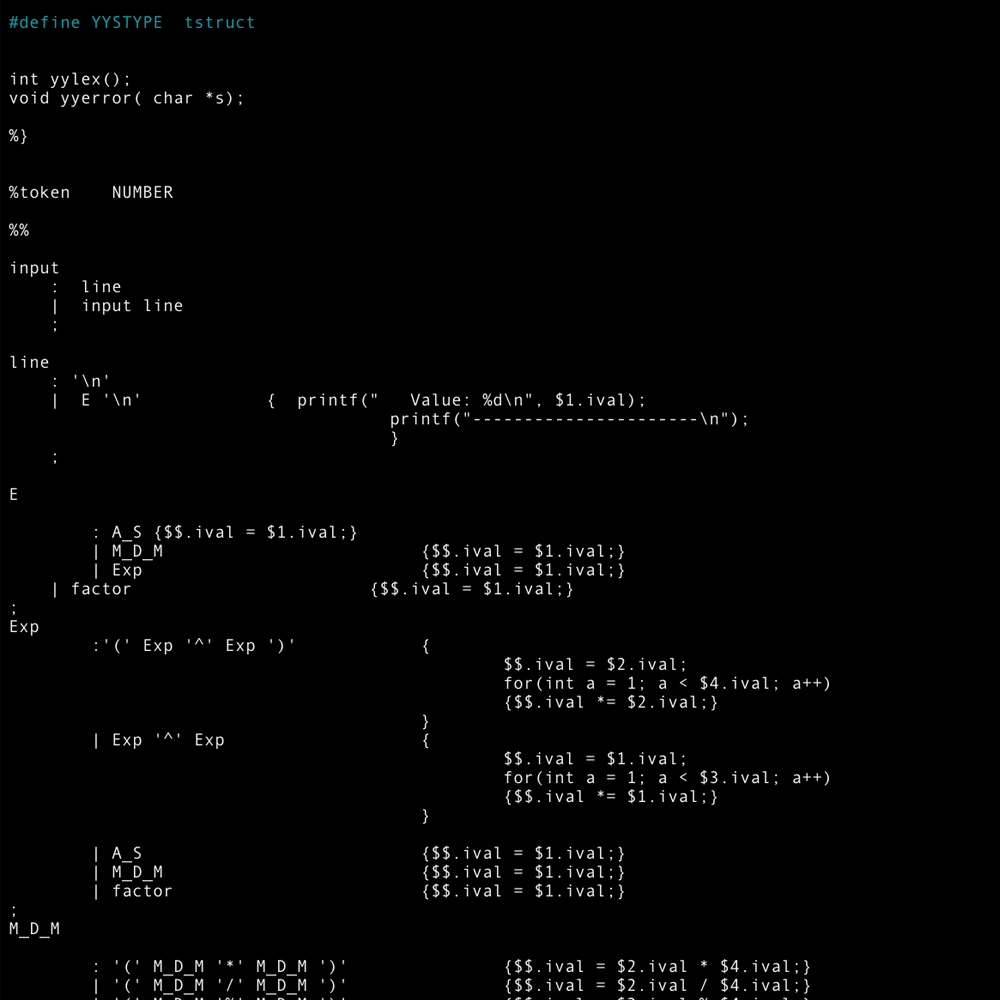 #define YYSTYPE  tstruct
int yylex();
void yyerror( char *s);
%}
%token    NUMBER
%%
input
    :  line
    |  input line
    ;
line
    : '\n'
    |  E '\n'            {  printf("   Value: %d\n", $1.ival);
                                     printf("----------------------\n");
                                     }
    ;
E
        : A_S {$$.ival = $1.ival;}
        | M_D_M                         {$$.ival = $1.ival;}
        | Exp                           {$$.ival = $1.ival;}
    | factor                       {$$.ival = $1.ival;}
;
Exp
        :'(' Exp '^' Exp ')'            {
                                                $$.ival = $2.ival;
                                                for(int a = 1; a < $4.ival; a++)
                                                {$$.ival *= $2.ival;}
                                        }
        | Exp '^' Exp                   {
                                                $$.ival = $1.ival;
                                                for(int a = 1; a < $3.ival; a++)
                                                {$$.ival *= $1.ival;}
                                        }
        | A_S                           {$$.ival = $1.ival;}
        | M_D_M                         {$$.ival = $1.ival;}
        | factor                        {$$.ival = $1.ival;}
;
M_D_M
        : '(' M_D_M '*' M_D_M ')'               {$$.ival = $2.ival * $4.ival;}
        | '(' M_D_M '/' M_D_M ')'               {$$.ival = $2.ival / $4.ival;}